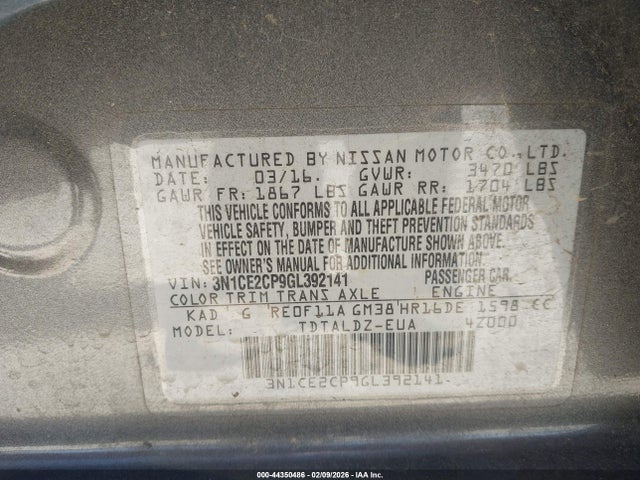 MANUFACTURED BY NISSAN MOTOR CO., LTD.
DATE: 03/16. GVWR: 3470 LBS
GAWR FR: 1867 LBS GAWR RR: 1704 LBS
THIS VEHICLE CONFORMS TO ALL APPLICABLE FEDERAL MOTOR
VEHICLE SAFETY, BUMPER AND THEFT PREVENTION STANDARDS
IN EFFECT ON THE DATE OF MANUFACTURE SHOWN ABOVE.
SEE OWNER'S MANUAL FOR ADDITIONAL INFORMATION.
VIN: 3N1CE2CP9GL392141 PASSENGER CAR.
COLOR TRIM TRANS AXLE ENGINE
KAD G RE0F11A GM38 HR16DE 1598 CC
MODEL: TDTALDZ-EUA 4Z000
3N1CE2CP9GL392141.
000-44350486 - 02/09/2026 - IAA Inc.